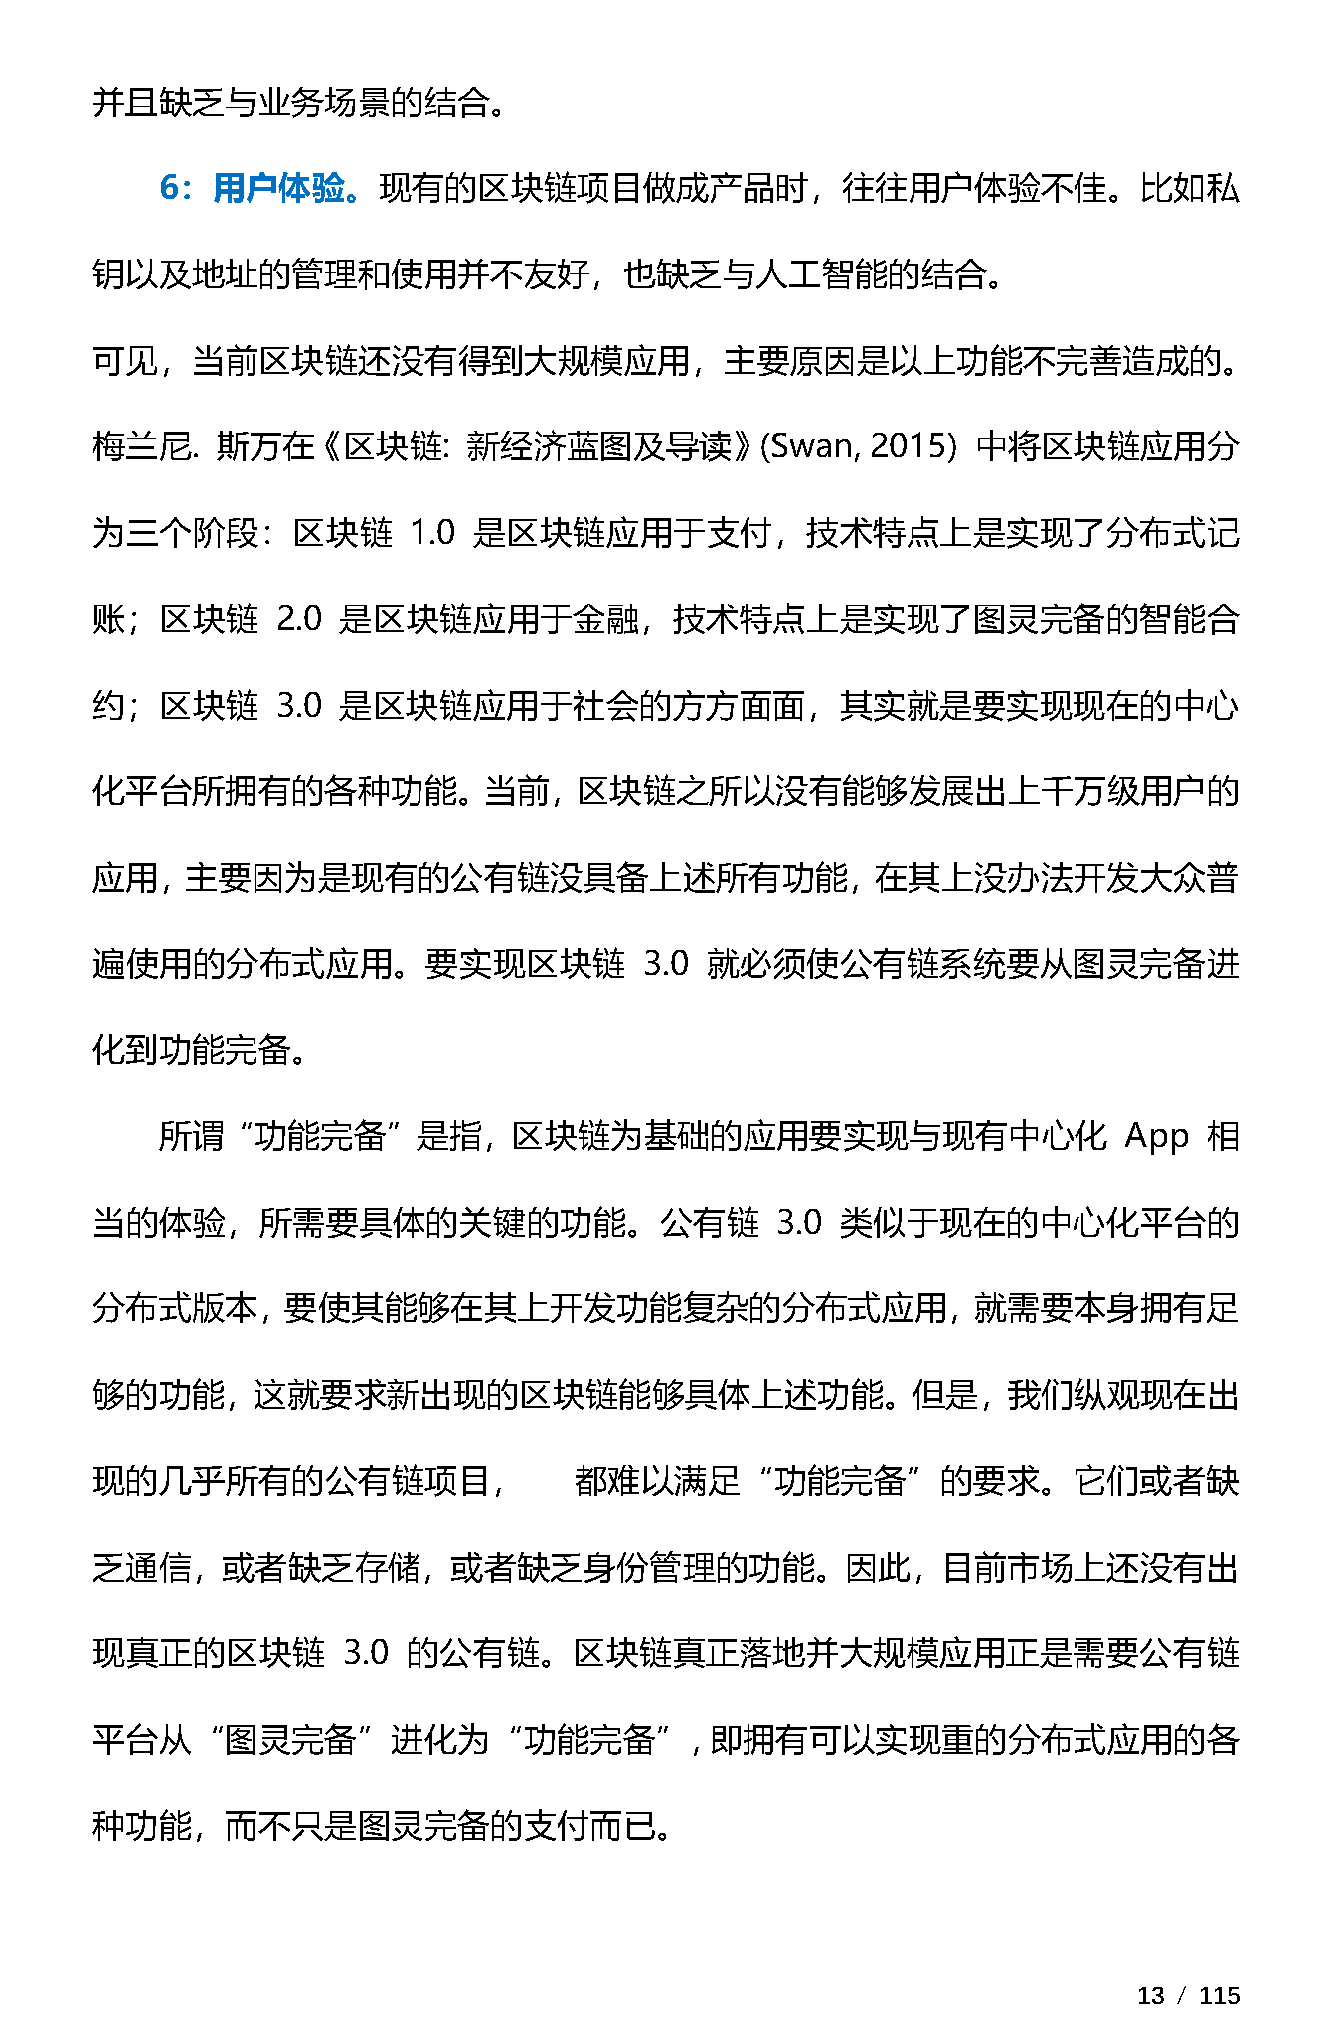 并且缺乏与业务场景的结合。
6：用户体验。现有的区块链项目做成产品时，往往用户体验不佳。比如私
钥以及地址的管理和使用并不友好，也缺乏与人工智能的结合。
可见，当前区块链还没有得到大规模应用，主要原因是以上功能不完善造成的。
梅兰尼. 斯万在《区块链: 新经济蓝图及导读》(Swan, 2015) 中将区块链应用分
为三个阶段：区块链 1.0 是区块链应用于支付，技术特点上是实现了分布式记
账；区块链 2.0 是区块链应用于金融，技术特点上是实现了图灵完备的智能合
约；区块链 3.0 是区块链应用于社会的方方面面，其实就是要实现现在的中心
化平台所拥有的各种功能。当前，区块链之所以没有能够发展出上千万级用户的
应用，主要因为是现有的公有链没具备上述所有功能，在其上没办法开发大众普
遍使用的分布式应用。要实现区块链 3.0 就必须使公有链系统要从图灵完备进
化到功能完备。
所谓“功能完备”是指，区块链为基础的应用要实现与现有中心化 App 相
当的体验，所需要具体的关键的功能。公有链 3.0 类似于现在的中心化平台的
分布式版本，要使其能够在其上开发功能复杂的分布式应用，就需要本身拥有足
够的功能，这就要求新出现的区块链能够具体上述功能。但是，我们纵观现在出
现的几乎所有的公有链项目， 都难以满足“功能完备”的要求。它们或者缺
乏通信，或者缺乏存储，或者缺乏身份管理的功能。因此，目前市场上还没有出
现真正的区块链 3.0 的公有链。区块链真正落地并大规模应用正是需要公有链
平台从“图灵完备”进化为“功能完备”, 即拥有可以实现重的分布式应用的各
种功能，而不只是图灵完备的支付而已。
13 / 115